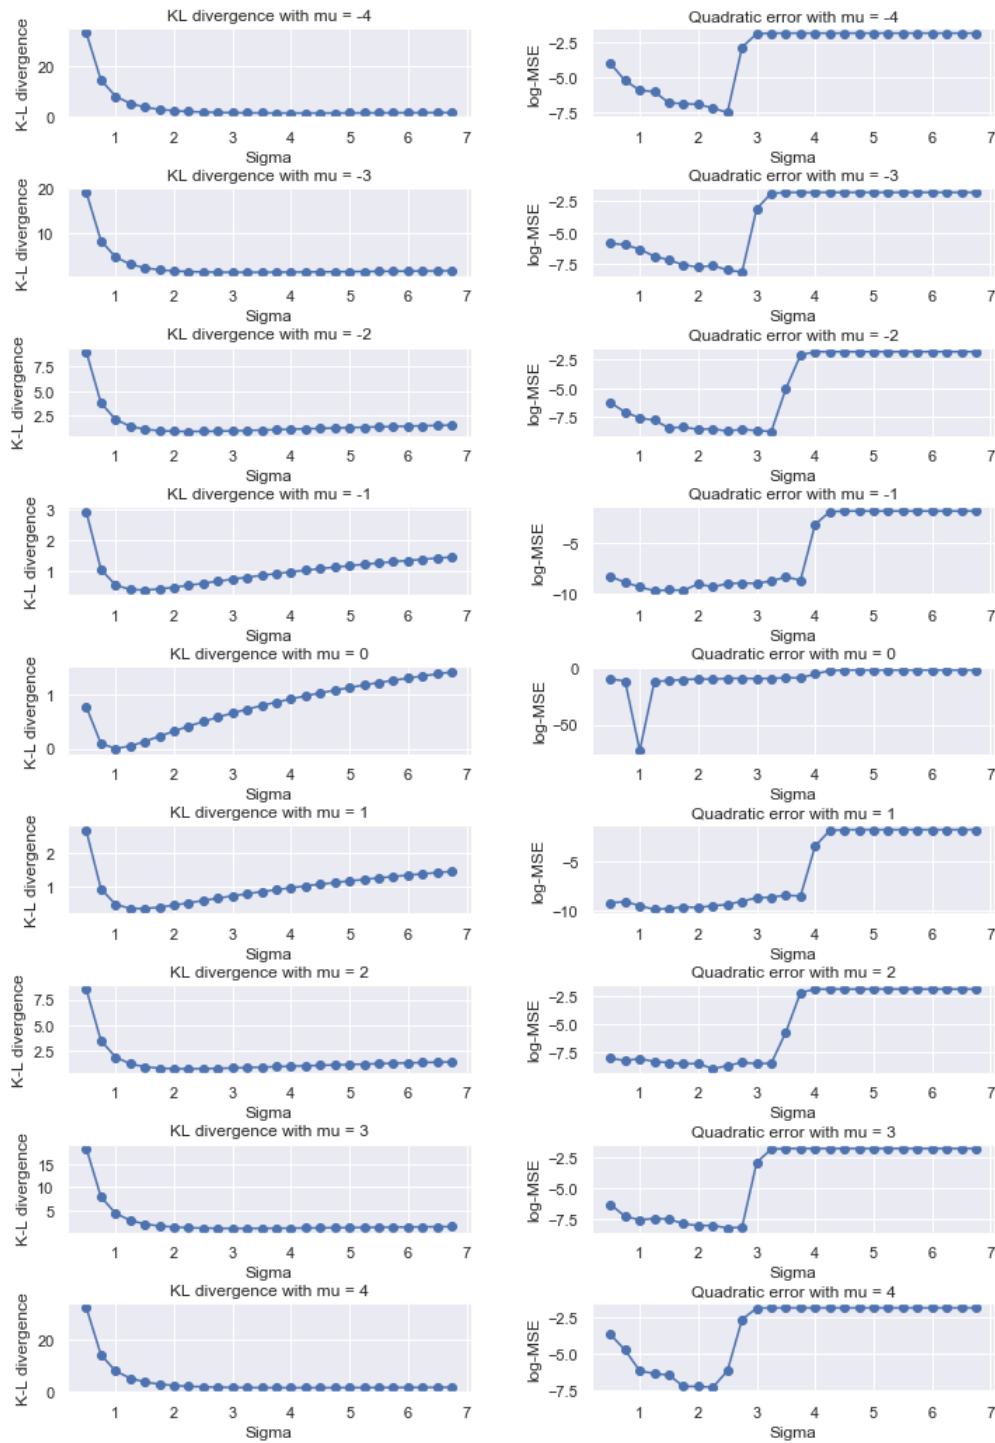 KL divergence with mu = -4
K-L divergence
20
0
1 2 3 4 5 6 7
Sigma
Quadratic error with mu = -4
log-MSE
−2.5
−5.0
−7.5
1 2 3 4 5 6 7
Sigma
KL divergence with mu = -3
K-L divergence
20
10
1 2 3 4 5 6 7
Sigma
Quadratic error with mu = -3
log-MSE
−2.5
−5.0
−7.5
1 2 3 4 5 6 7
Sigma
KL divergence with mu = -2
K-L divergence
7.5
5.0
2.5
1 2 3 4 5 6 7
Sigma
Quadratic error with mu = -2
log-MSE
−2.5
−5.0
−7.5
1 2 3 4 5 6 7
Sigma
KL divergence with mu = -1
K-L divergence
3
2
1
1 2 3 4 5 6 7
Sigma
Quadratic error with mu = -1
log-MSE
−5
−10
1 2 3 4 5 6 7
Sigma
KL divergence with mu = 0
K-L divergence
1
0
1 2 3 4 5 6 7
Sigma
Quadratic error with mu = 0
log-MSE
0
−50
1 2 3 4 5 6 7
Sigma
KL divergence with mu = 1
K-L divergence
2
1
1 2 3 4 5 6 7
Sigma
Quadratic error with mu = 1
log-MSE
−5
−10
1 2 3 4 5 6 7
Sigma
KL divergence with mu = 2
K-L divergence
7.5
5.0
2.5
1 2 3 4 5 6 7
Sigma
Quadratic error with mu = 2
log-MSE
−2.5
−5.0
−7.5
1 2 3 4 5 6 7
Sigma
KL divergence with mu = 3
K-L divergence
15
10
5
1 2 3 4 5 6 7
Sigma
Quadratic error with mu = 3
log-MSE
−2.5
−5.0
−7.5
1 2 3 4 5 6 7
Sigma
KL divergence with mu = 4
K-L divergence
20
0
1 2 3 4 5 6 7
Sigma
Quadratic error with mu = 4
log-MSE
−2.5
−5.0
−7.5
1 2 3 4 5 6 7
Sigma